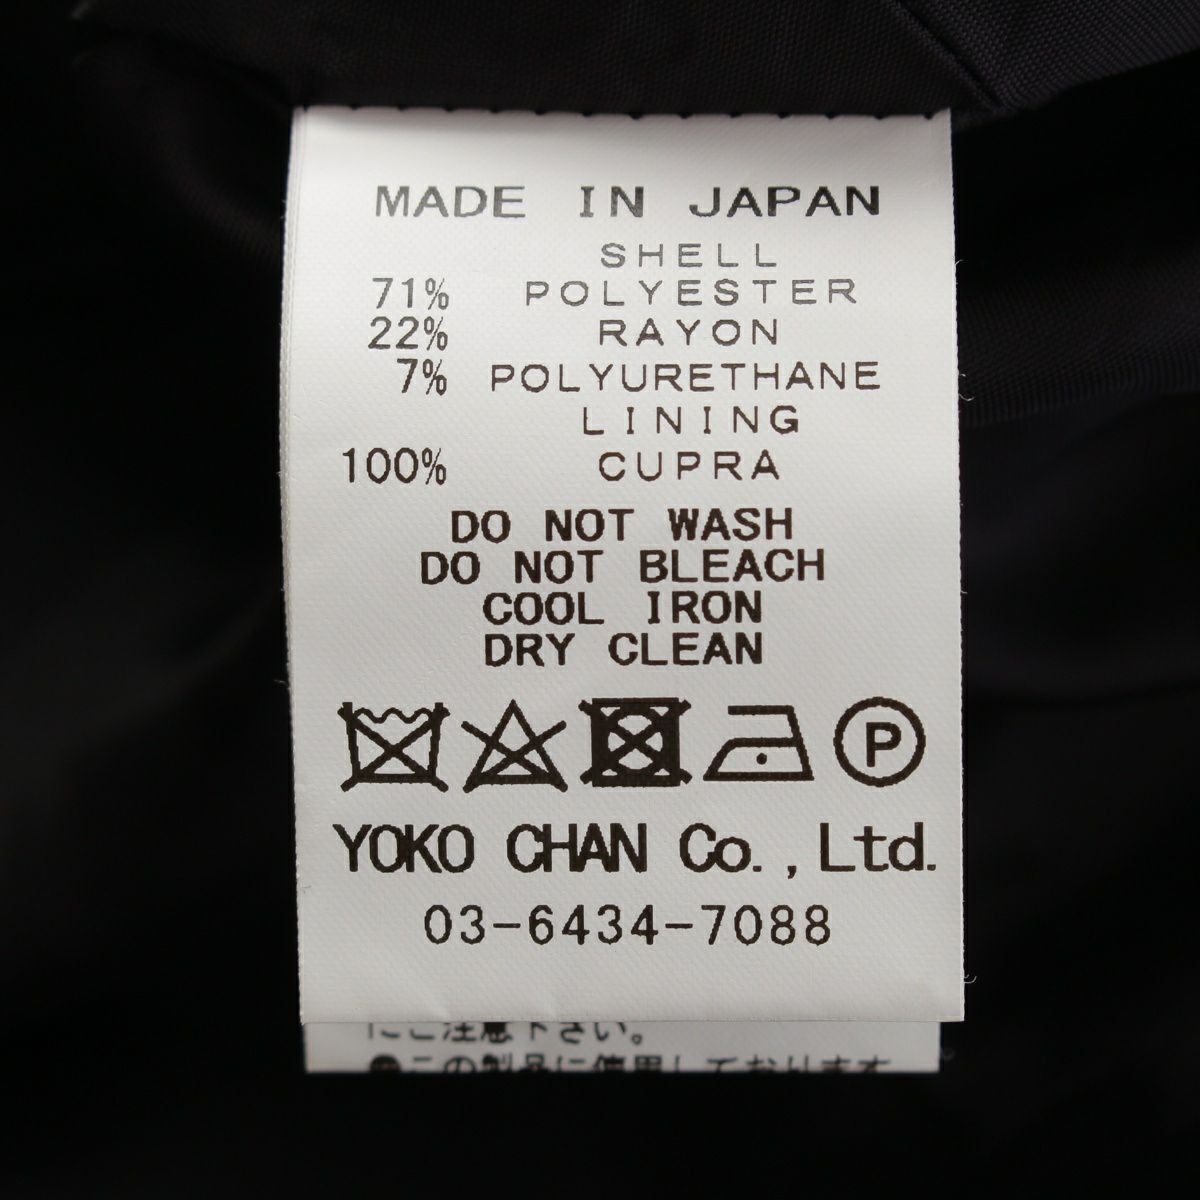 MADE IN JAPAN
SHELL
71% POLYESTER
22% RAYON
7% POLYURETHANE
LINING
100% CUPRA
DO NOT WASH
DO NOT BLEACH
COOL IRON
DRY CLEAN
P
YOKO CHAN Co.,Ltd.
03-6434-7088
にご注意下さい。
●この製品に使用しております